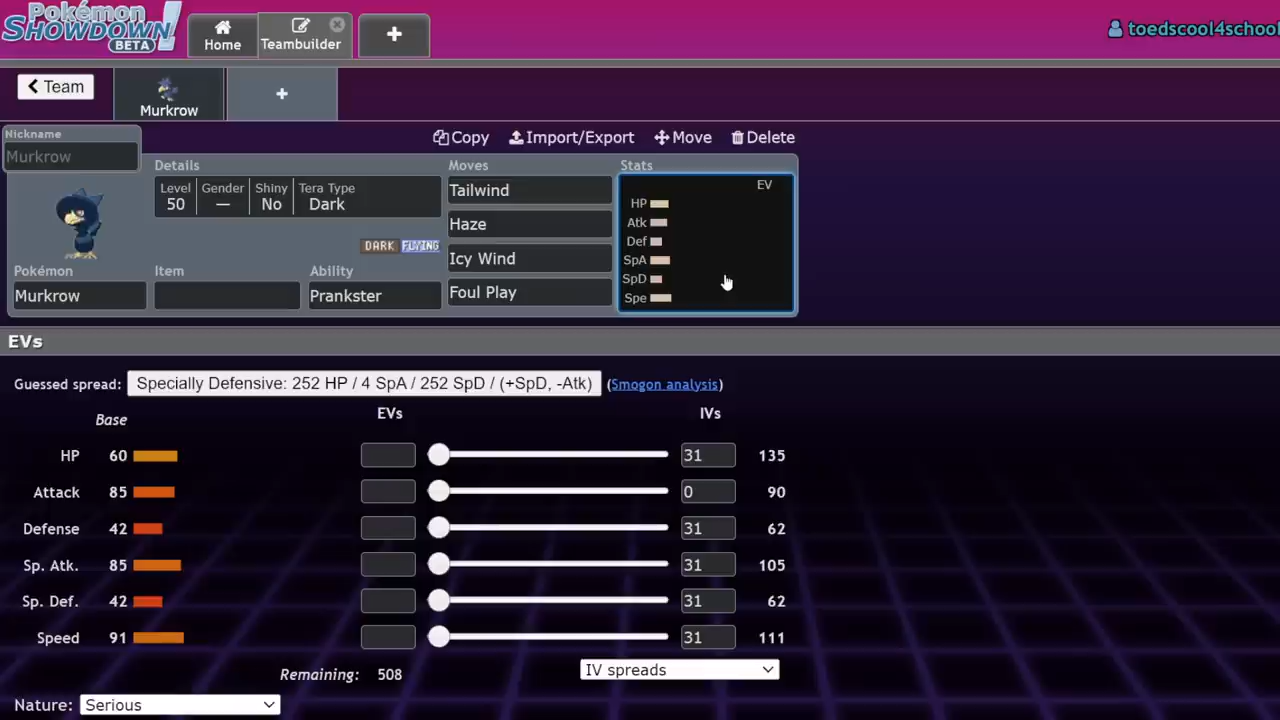 Pokémon
SHOWDOWN!
BETA
Home
Teambuilder
+
toedscool4school
< Team
Murkrow
+
Nickname
Murkrow
Copy
Import/Export
Move
Delete
Details
Level
50
Gender
—
Shiny
No
Tera Type
Dark
DARK FLYING
Pokémon
Murkrow
Item
Ability
Prankster
Moves
Tailwind
Haze
Icy Wind
Foul Play
Stats
EV
HP
Atk
Def
SpA
SpD
Spe
EVs
Guessed spread: Specially Defensive: 252 HP / 4 SpA / 252 SpD / (+SpD, -Atk) (Smogon analysis)
Base EVs IVs
HP 60 31 135
Attack 85 0 90
Defense 42 31 62
Sp. Atk. 85 31 105
Sp. Def. 42 31 62
Speed 91 31 111
Remaining: 508 IV spreads
Nature: Serious